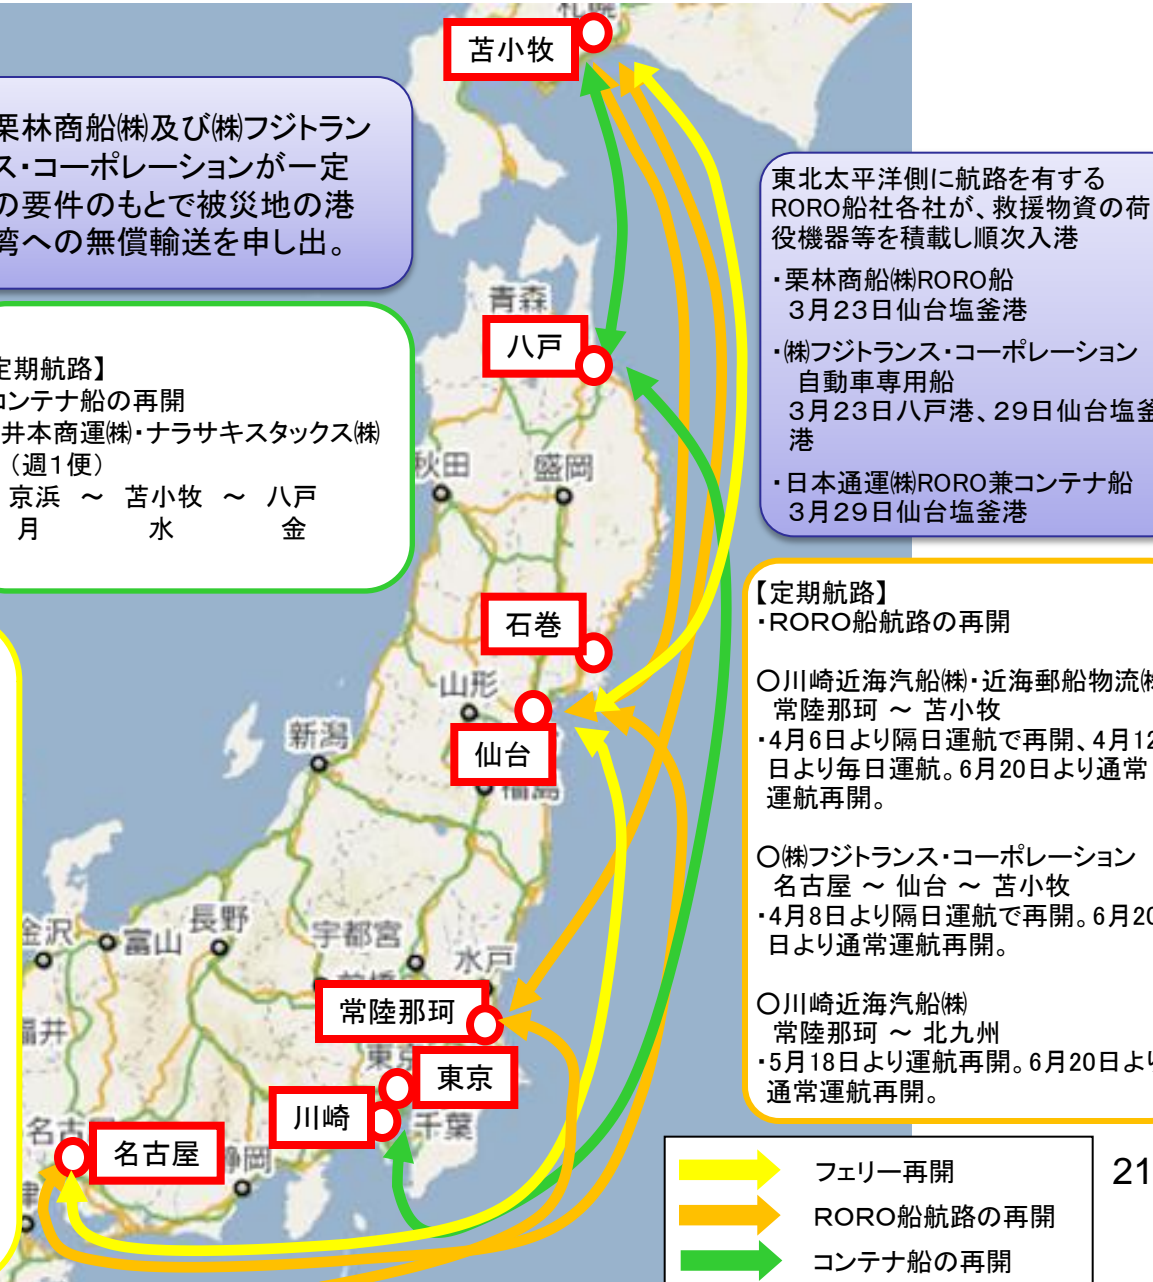 札幌
苫小牧
栗林商船㈱及び㈱フジトラン
ス・コーポレーションが一定
の要件のもとで被災地の港
湾への無償輸送を申し出。
定期航路】
コンテナ船の再開
井本商運㈱・ナラサキスタックス㈱
（週１便）
京浜 ～ 苫小牧 ～ 八戸
月 水 金
東北太平洋側に航路を有する
RORO船社各社が、救援物資の荷
役機器等を積載し順次入港
・栗林商船㈱RORO船
3月23日仙台塩釜港
・㈱フジトランス・コーポレーション
自動車専用船
3月23日八戸港、29日仙台塩釜
港
・日本通運㈱RORO兼コンテナ船
3月29日仙台塩釜港
【定期航路】
・ＲＯＲＯ船航路の再開
○川崎近海汽船㈱・近海郵船物流㈱
常陸那珂 ～ 苫小牧
・4月6日より隔日運航で再開、4月12
日より毎日運航。6月20日より通常
運航再開。
○㈱フジトランス・コーポレーション
名古屋 ～ 仙台 ～ 苫小牧
・4月8日より隔日運航で再開。6月20
日より通常運航再開。
○川崎近海汽船㈱
常陸那珂 ～ 北九州
・5月18日より運航再開。6月20日より
通常運航再開。
青森
八戸
秋田
盛岡
石巻
山形
仙台
新潟
福島
金沢
富山
長野
宇都宮
前橋
水戸
常陸那珂
福井
東京
東京
川崎
千葉
名古屋
名古屋
静岡
津
フェリー再開
ＲＯＲＯ船航路の再開
コンテナ船の再開
21